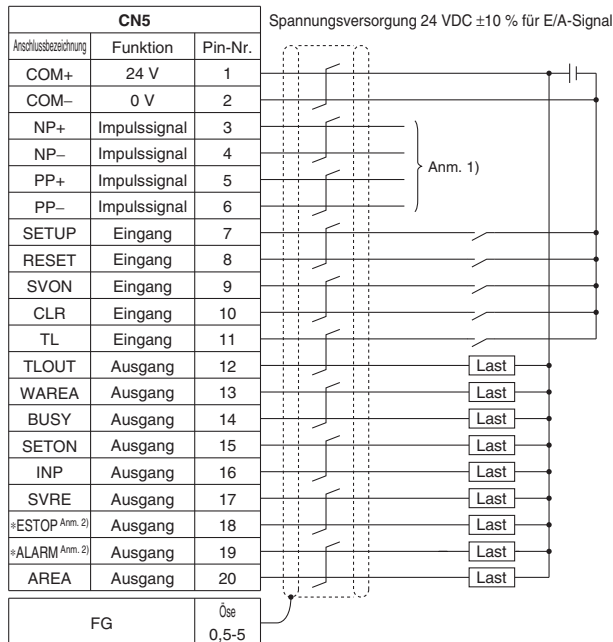 CN5
Spannungsversorgung 24 VDC ±10 % für E/A-Signal
Anschlussbezeichnung Funktion Pin-Nr.
COM+ 24 V 1
COM– 0 V 2
NP+ Impulssignal 3
NP– Impulssignal 4
Anm. 1)
PP+ Impulssignal 5
PP– Impulssignal 6
SETUP Eingang 7
RESET Eingang 8
SVON Eingang 9
CLR Eingang 10
TL Eingang 11
TLOUT Ausgang 12 Last
WAREA Ausgang 13 Last
BUSY Ausgang 14 Last
SETON Ausgang 15 Last
INP Ausgang 16 Last
SVRE Ausgang 17 Last
∗ESTOP Anm. 2) Ausgang 18 Last
∗ALARM Anm. 2) Ausgang 19 Last
AREA Ausgang 20 Last
FG Öse
0,5-5